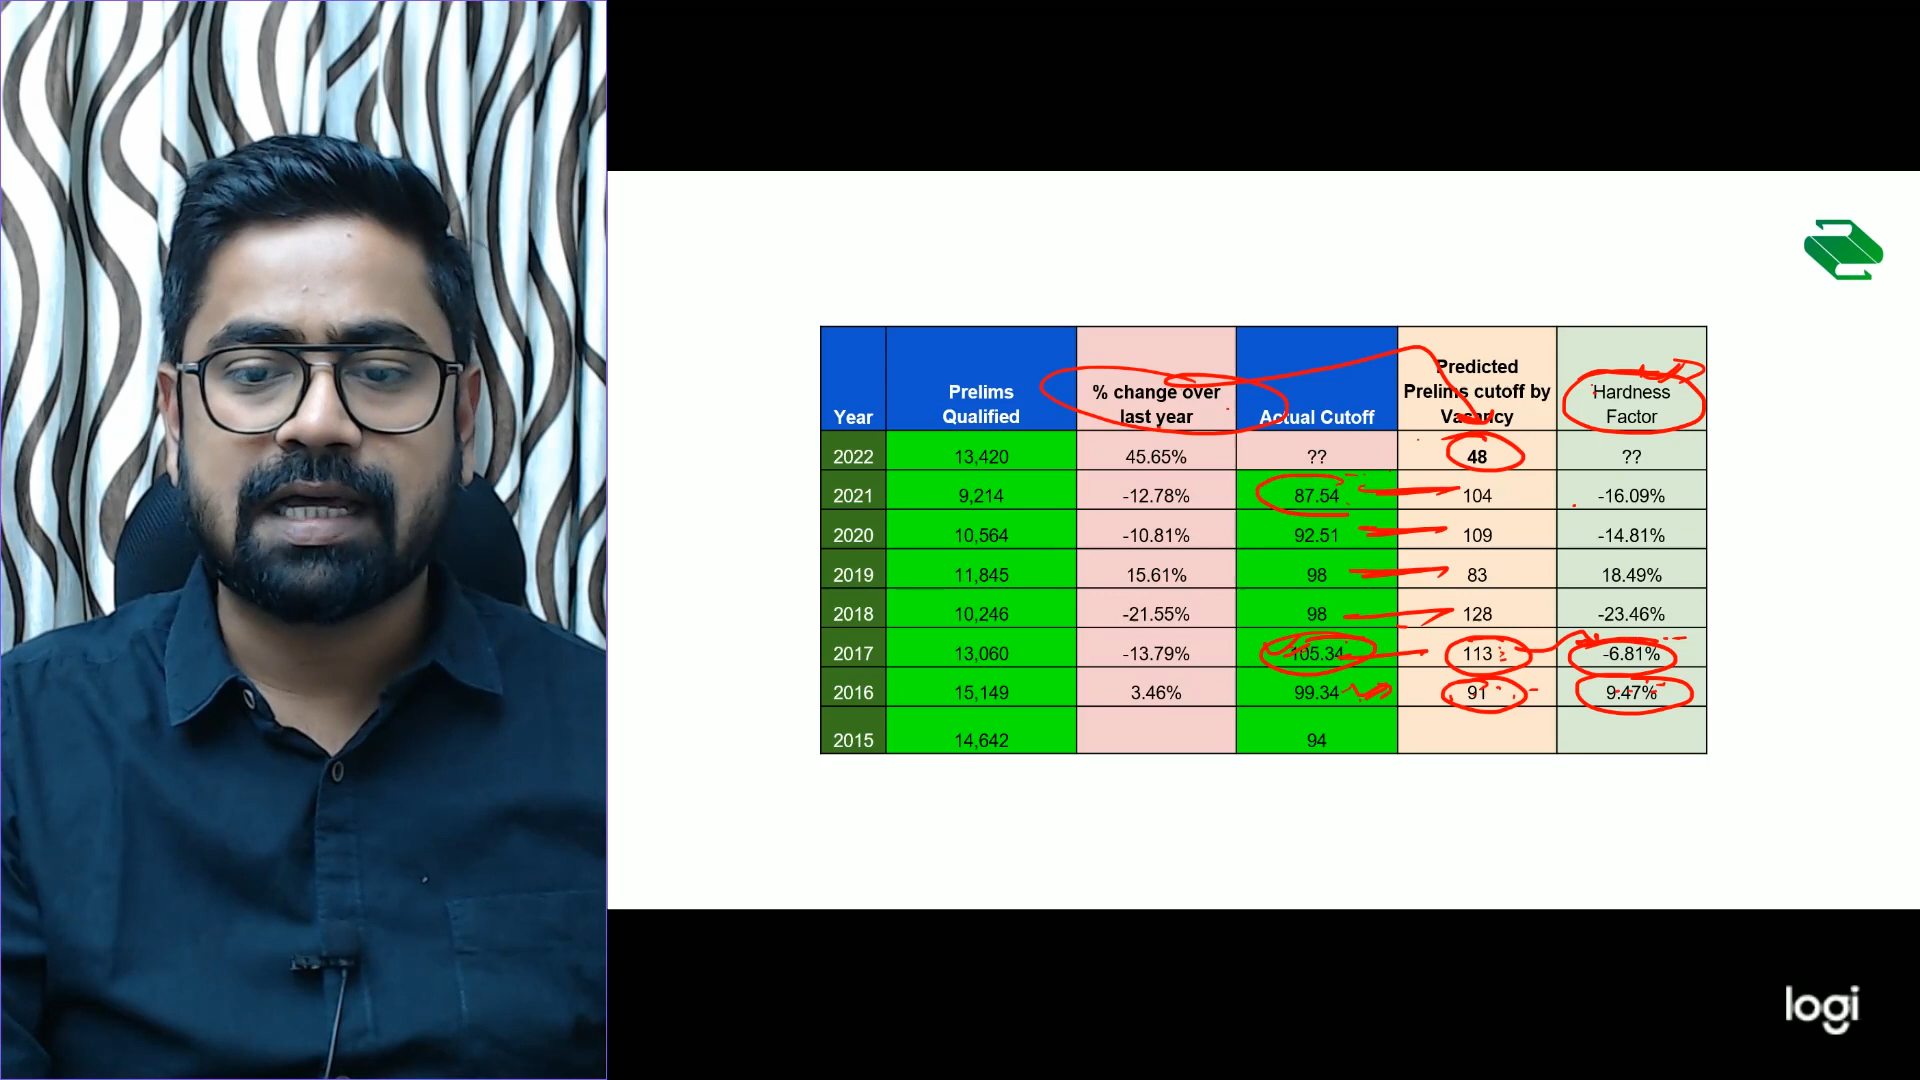 Year Prelims Qualified % change over last year Actual Cutoff Predicted Prelims cutoff by Vacancy Hardness Factor
2022 13,420 45.65% ?? 48 ??
2021 9,214 -12.78% 87.54 104 -16.09%
2020 10,564 -10.81% 92.51 109 -14.81%
2019 11,845 15.61% 98 83 18.49%
2018 10,246 -21.55% 98 128 -23.46%
2017 13,060 -13.79% 105.34 113 -6.81%
2016 15,149 3.46% 99.34 91 9.47%
2015 14,642 94
logi